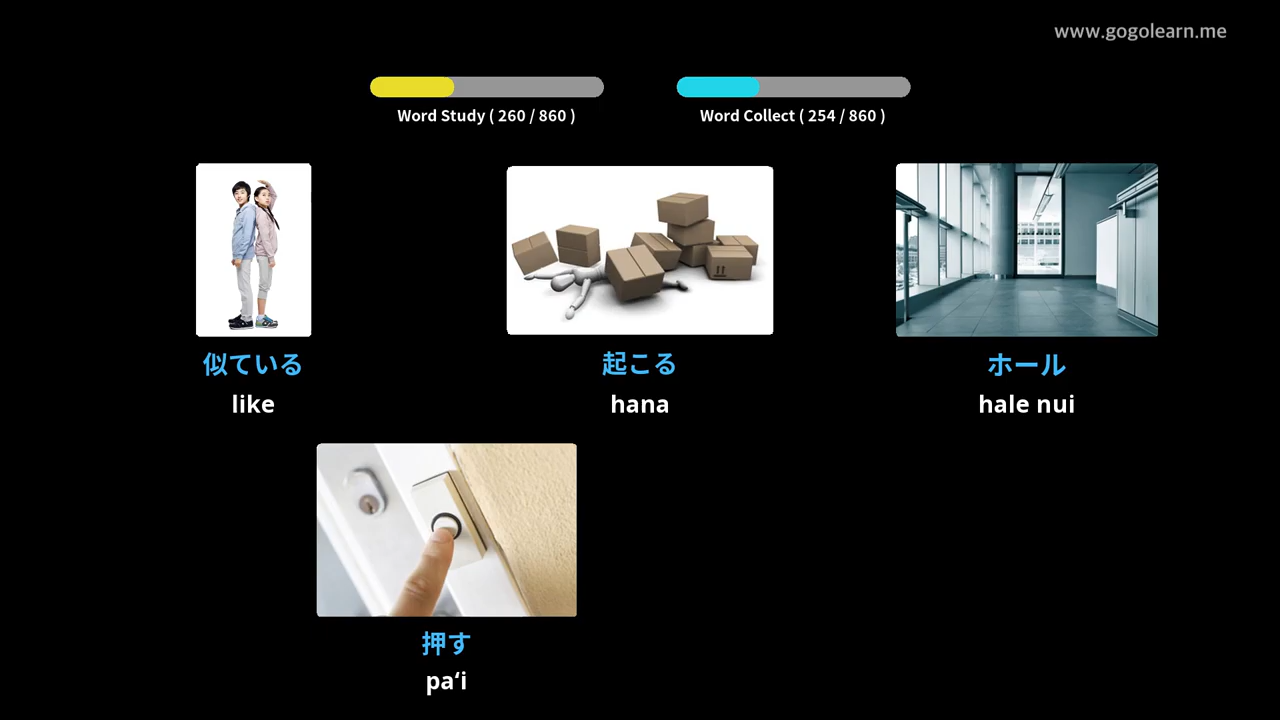 www.gogolearn.me
Word Study ( 260 / 860 )
Word Collect ( 254 / 860 )
似ている
like
起こる
hana
ホール
hale nui
押す
paʻi